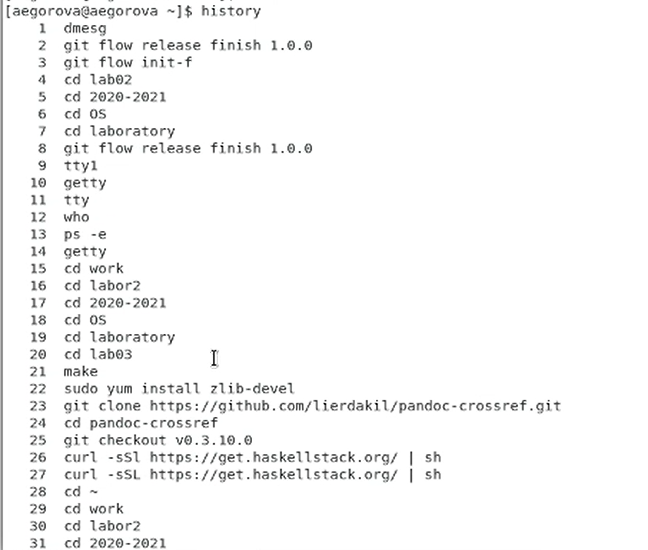 [aegorova@aegorova ~]$ history
1 dmesg
2 git flow release finish 1.0.0
3 git flow init-f
4 cd lab02
5 cd 2020-2021
6 cd OS
7 cd laboratory
8 git flow release finish 1.0.0
9 tty1
10 getty
11 tty
12 who
13 ps -e
14 getty
15 cd work
16 cd labor2
17 cd 2020-2021
18 cd OS
19 cd laboratory
20 cd lab03
21 make
22 sudo yum install zlib-devel
23 git clone https://github.com/lierdakil/pandoc-crossref.git
24 cd pandoc-crossref
25 git checkout v0.3.10.0
26 curl -sSl https://get.haskellstack.org/ | sh
27 curl -sSL https://get.haskellstack.org/ | sh
28 cd ~
29 cd work
30 cd labor2
31 cd 2020-2021